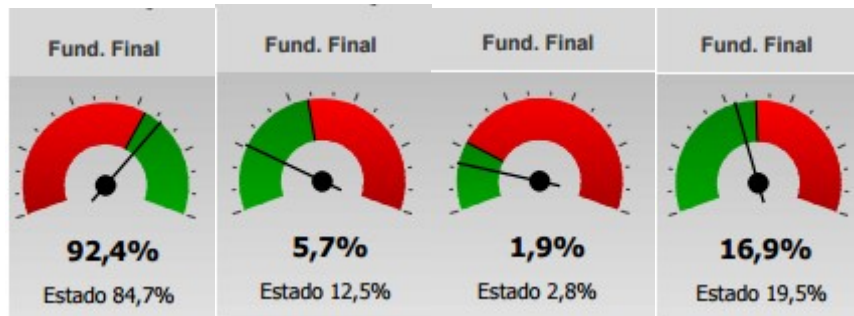 Fund. Final
92,4%
Estado 84,7%
Fund. Final
5,7%
Estado 12,5%
Fund. Final
1,9%
Estado 2,8%
Fund. Final
16,9%
Estado 19,5%